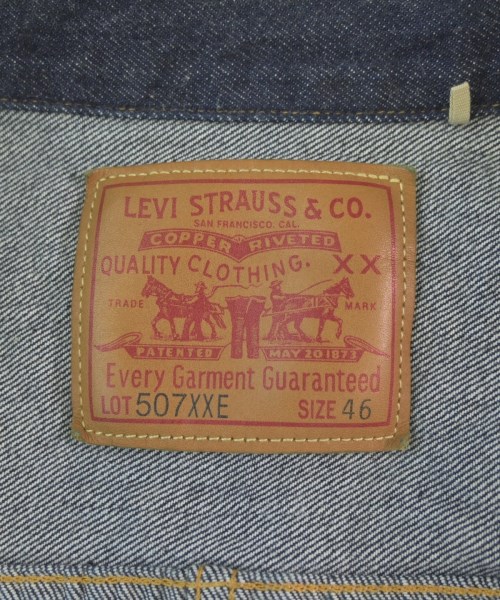 LEVI STRAUSS & CO.
SAN FRANCISCO, CAL.
COPPER RIVETED
QUALITY CLOTHING. XX
TRADE MARK
PATENTED MAY 20 1873
Every Garment Guaranteed
LOT 507XXE SIZE 46